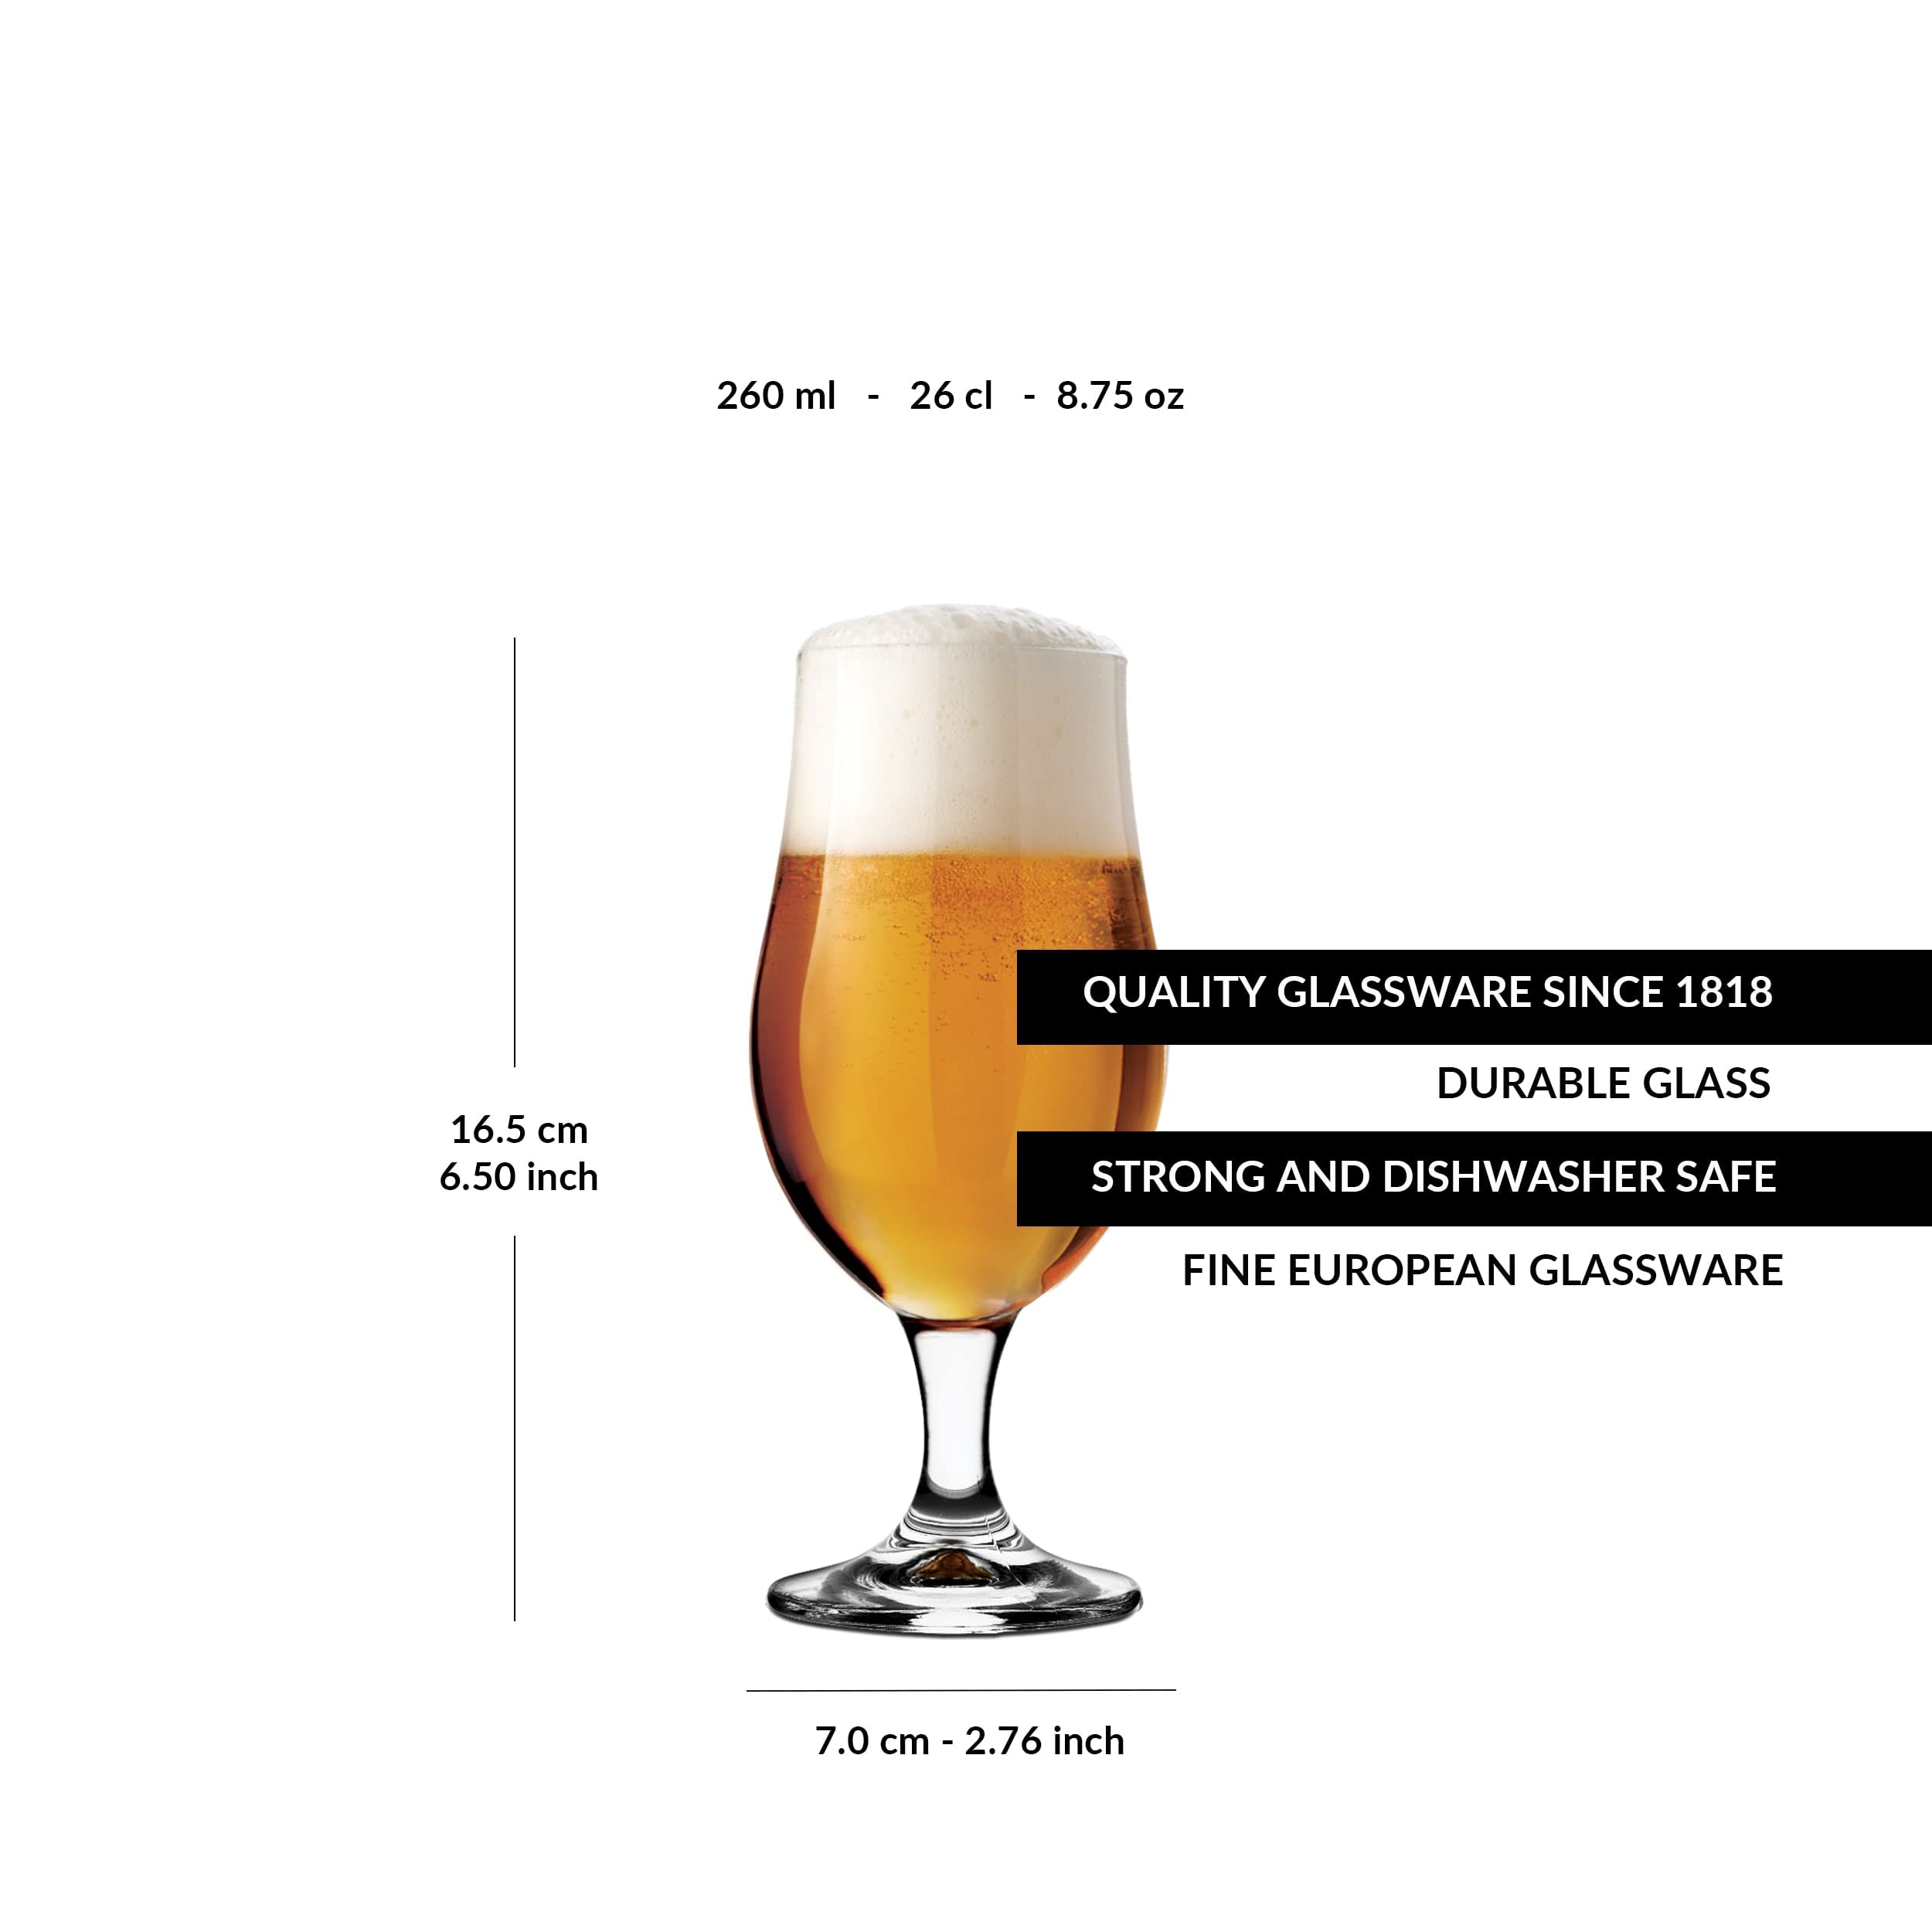 260 ml - 26 cl - 8.75 oz
QUALITY GLASSWARE SINCE 1818
DURABLE GLASS
16.5 cm
6.50 inch
STRONG AND DISHWASHER SAFE
FINE EUROPEAN GLASSWARE
7.0 cm - 2.76 inch